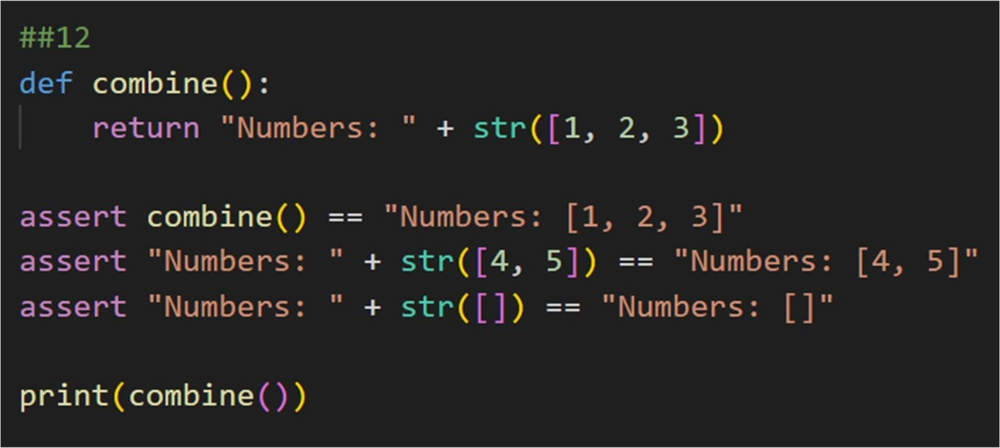 ##12
def combine():
    return "Numbers: " + str([1, 2, 3])

assert combine() == "Numbers: [1, 2, 3]"
assert "Numbers: " + str([4, 5]) == "Numbers: [4, 5]"
assert "Numbers: " + str([]) == "Numbers: []"

print(combine())